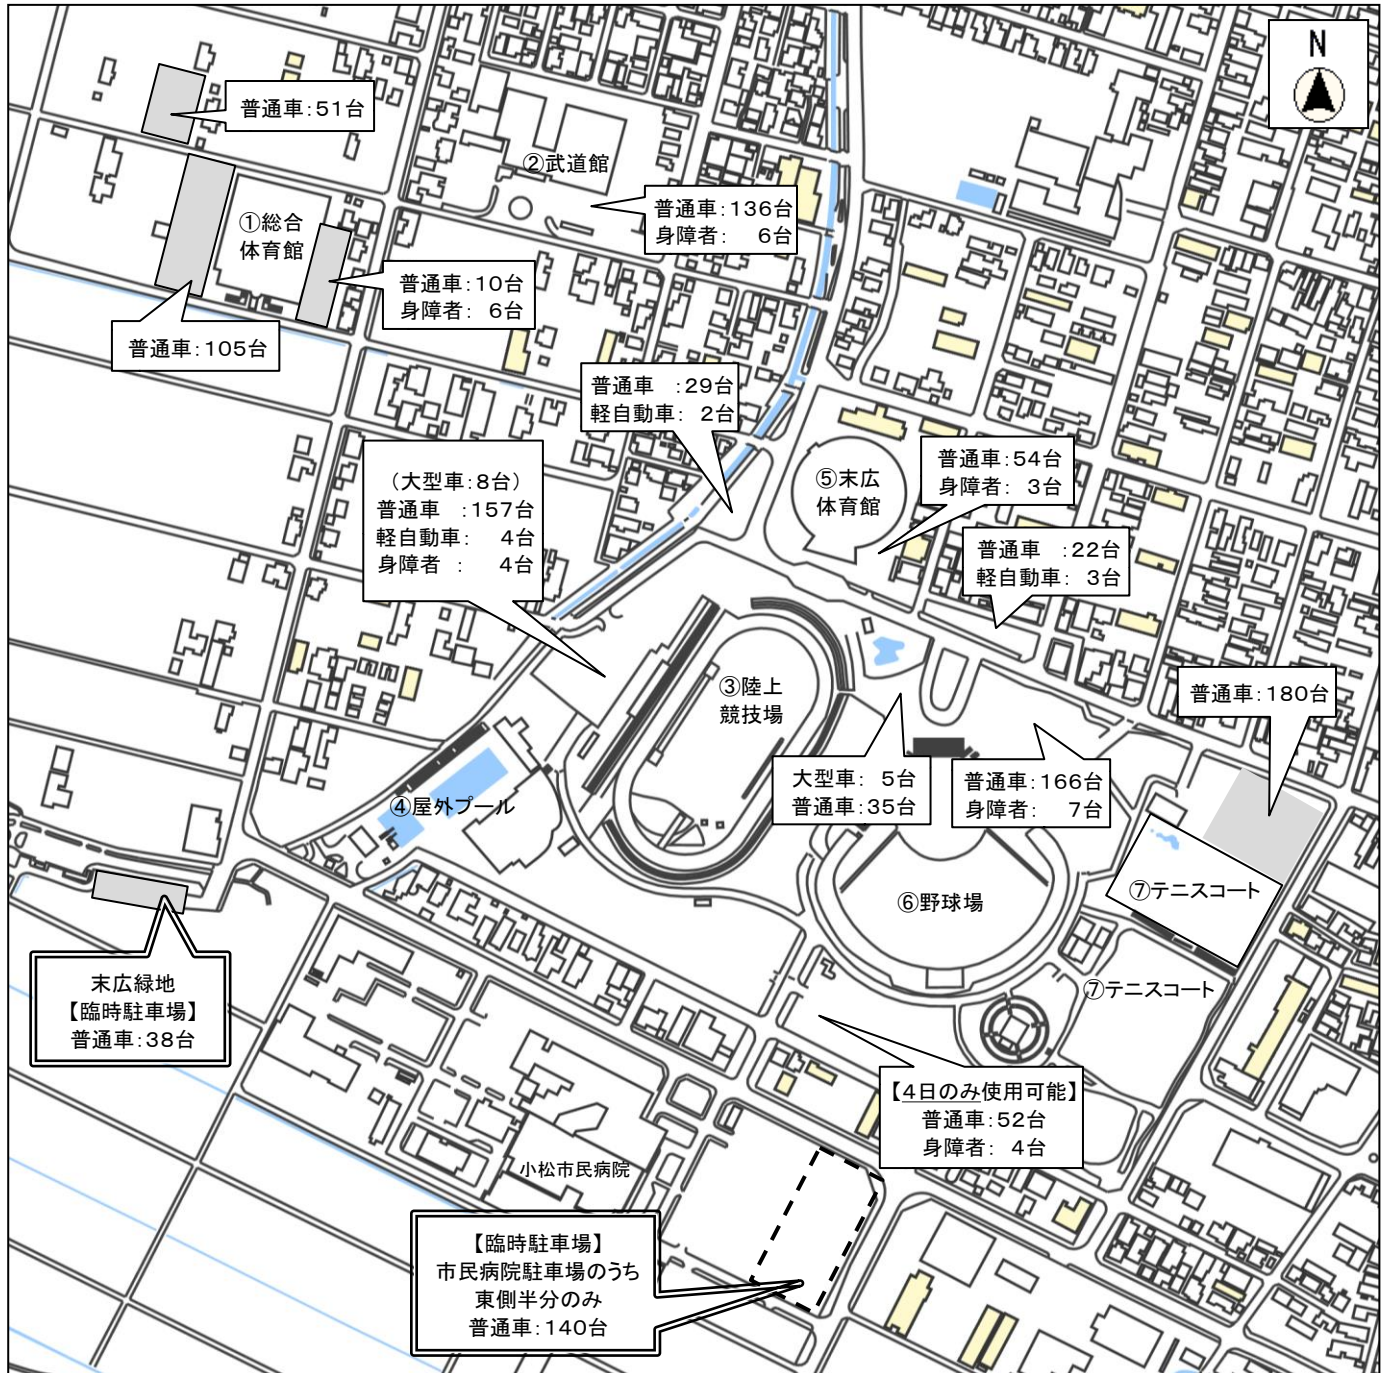 N
普通車:51台
②武道館
普通車:136台
身障者: 6台
①総合
体育館
普通車:10台
身障者: 6台
普通車:105台
普通車 :29台
軽自動車: 2台
(大型車:8台)
普通車 :157台
軽自動車: 4台
身障者 : 4台
⑤末広
体育館
普通車:54台
身障者: 3台
普通車 :22台
軽自動車: 3台
③陸上
競技場
普通車:180台
大型車: 5台
普通車:35台
普通車:166台
身障者: 7台
④屋外プール
⑥野球場
⑦テニスコート
⑦テニスコート
末広緑地
【臨時駐車場】
普通車:38台
【4日のみ使用可能】
普通車:52台
身障者: 4台
小松市民病院
【臨時駐車場】
市民病院駐車場のうち
東側半分のみ
普通車:140台